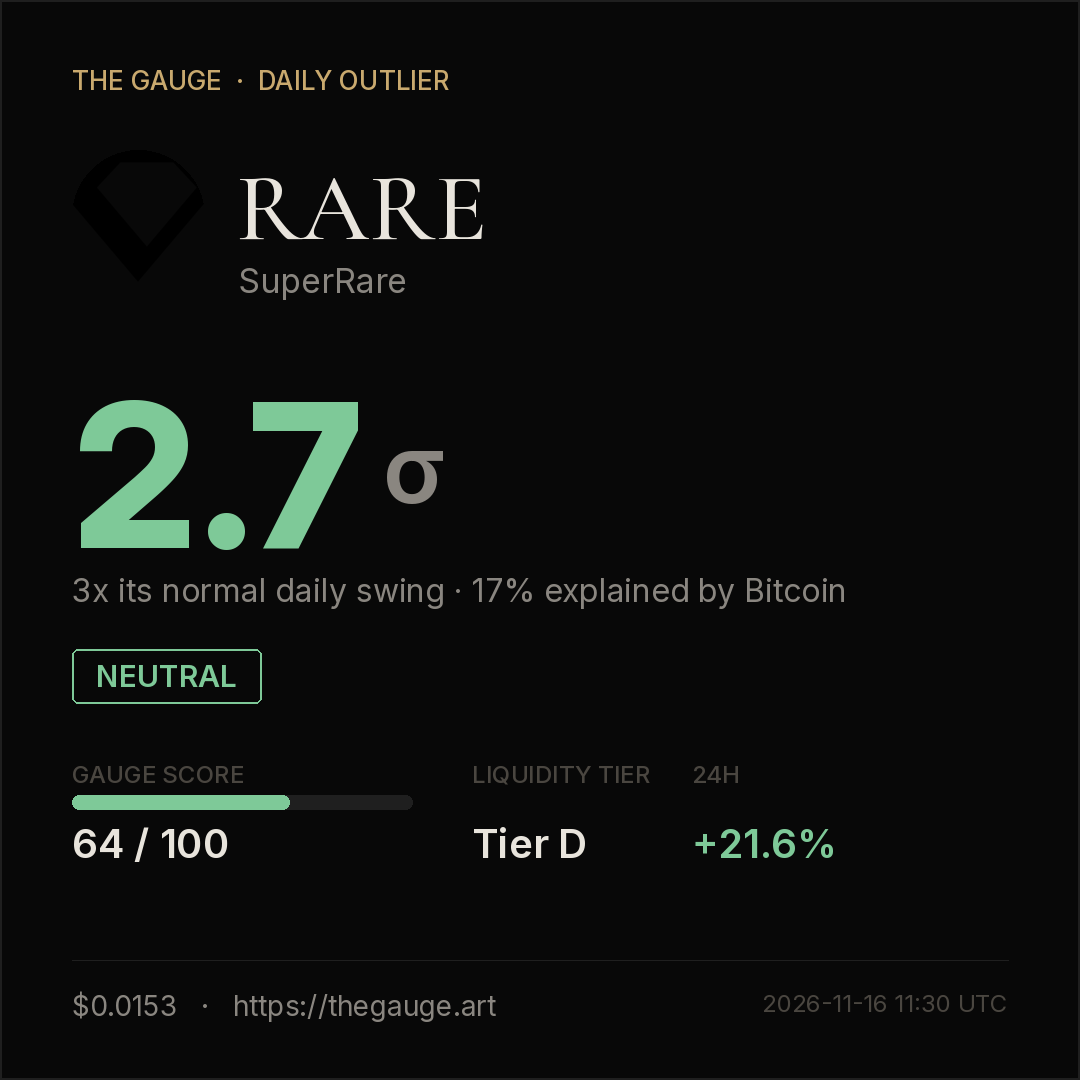 THE GAUGE · DAILY OUTLIER
RARE
SuperRare
2.7 σ
3x its normal daily swing · 17% explained by Bitcoin
NEUTRAL
GAUGE SCORE LIQUIDITY TIER 24H
64 / 100 Tier D +21.6%
$0.0153 · https://thegauge.art 2026-11-16 11:30 UTC